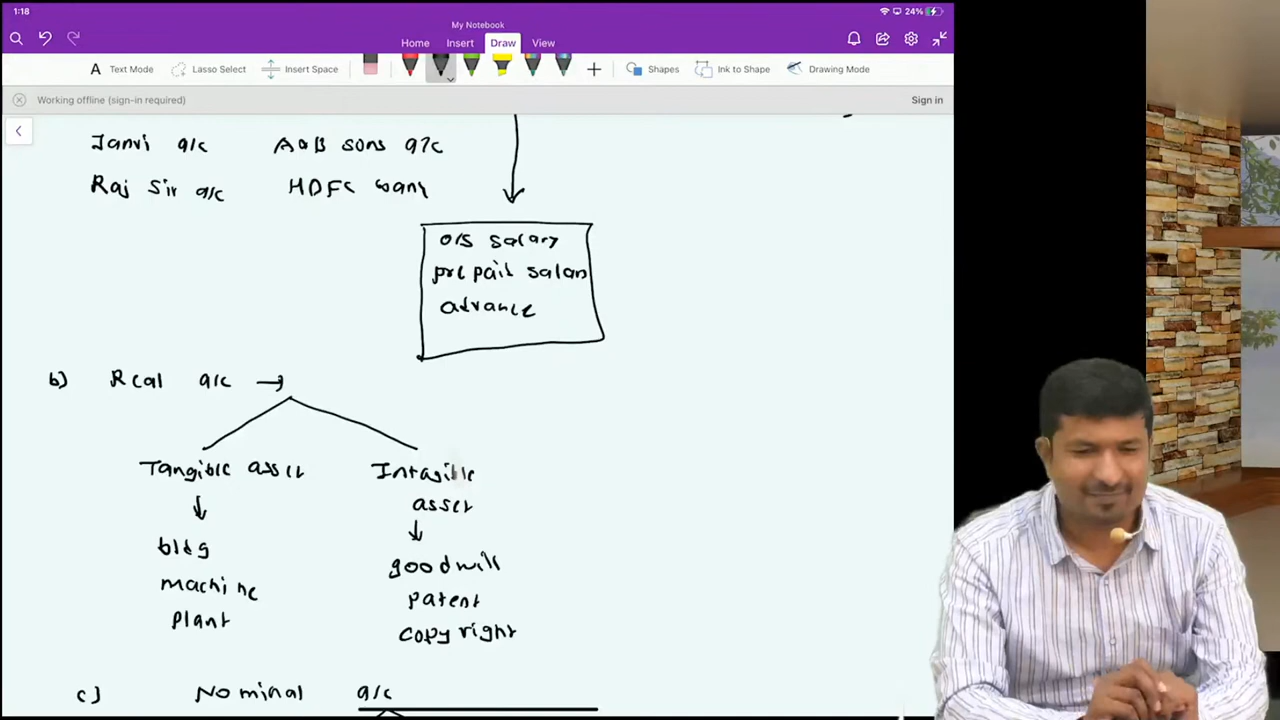 1:18
24%
My Notebook
Home Insert Draw View
Text Mode Lasso Select Insert Space Shapes Ink to Shape Drawing Mode
Working offline (sign-in required) Sign in
Janvi a/c A&B sons a/c
Raj Sir a/c HDFC bank
o/s salary
pre paid salary
advance
b) Real a/c →
Tangible asset Intagible
asset
bldg goodwill
machine patent
plant copy right
c) Nominal a/c